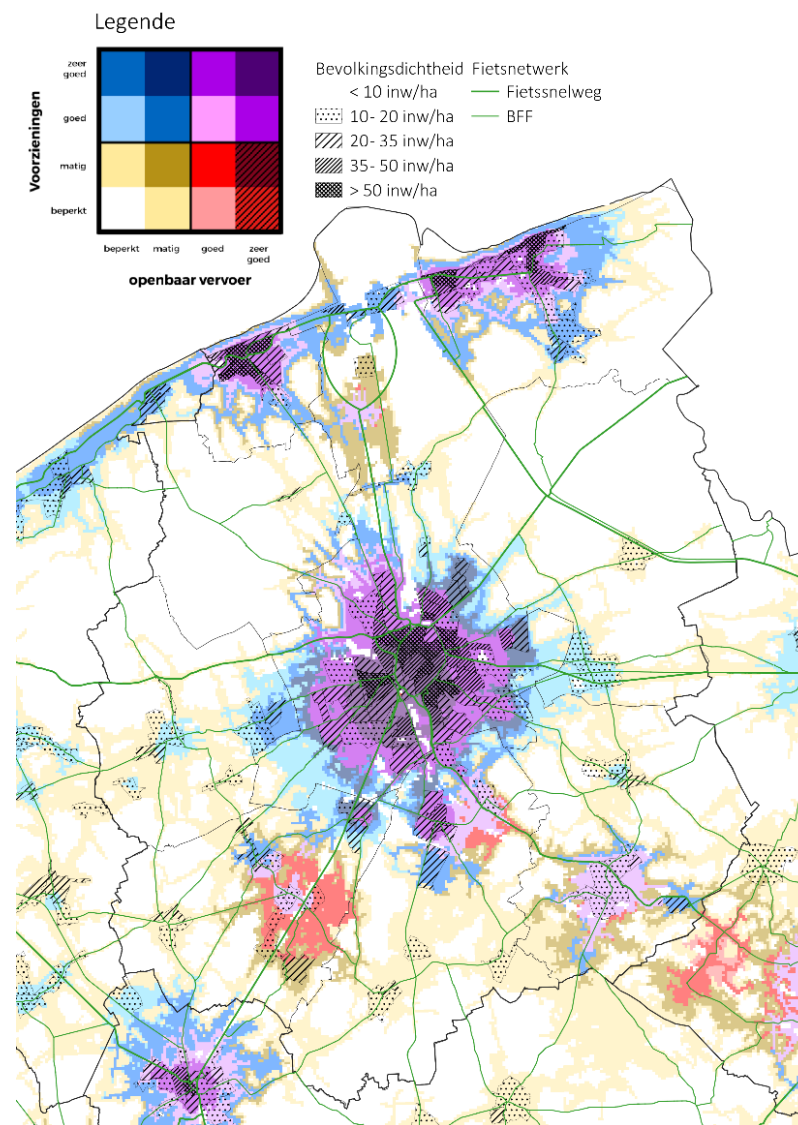 Legende
zeer
goed
goed
matig
beperkt
Voorzieningen
beperkt matig goed zeer
goed
openbaar vervoer
Bevolkingsdichtheid Fietsnetwerk
< 10 inw/ha Fietssnelweg
10- 20 inw/ha BFF
20- 35 inw/ha
35- 50 inw/ha
> 50 inw/ha